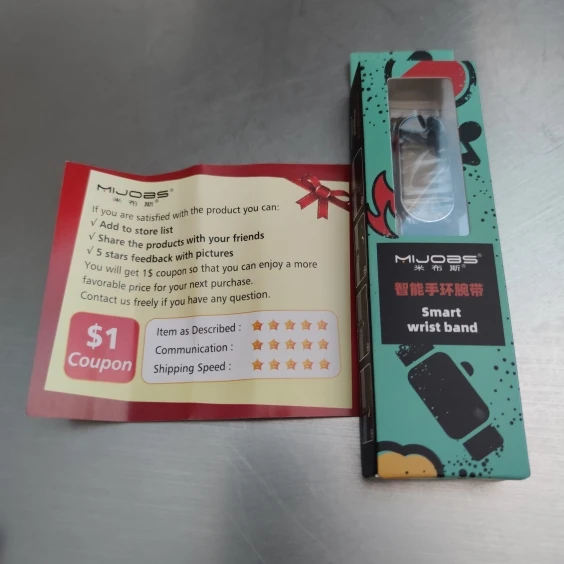 MIJOBS®
米布斯
If you are satisfied with the product you can:
√ Add to store list
√ Share the products with your friends
√ 5 stars feedback with pictures
You will get 1$ coupon so that you can enjoy a more
favorable price for your next purchase.
Contact us freely if you have any question.
$1
Coupon
Item as Described :
Communication :
Shipping Speed :
MIJOBS®
米布斯
智能手环腕带
Smart
wrist band